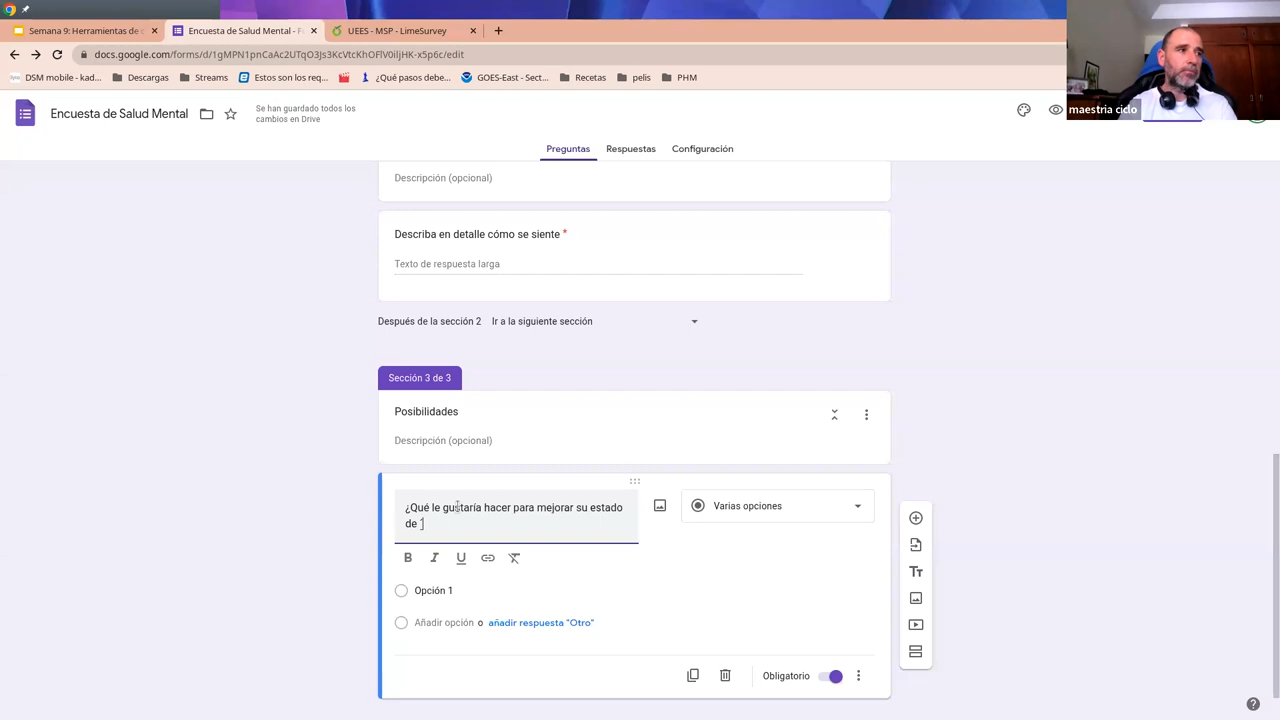 Semana 9: Herramientas de c
Encuesta de Salud Mental - Fo
UEES - MSP - LimeSurvey
docs.google.com/forms/d/1gMPN1pnCaAc2UTqO3Js3KcVtcKhOFlV0iljHK-x5p6c/edit
DSM mobile - kad...
Descargas
Streams
Estos son los req...
¿Qué pasos debe...
GOES-East - Sect...
Recetas
pelis
PHM
maestria ciclo
Encuesta de Salud Mental
Se han guardado todos los
cambios en Drive
Preguntas
Respuestas
Configuración
Descripción (opcional)
Describa en detalle cómo se siente *
Texto de respuesta larga
Después de la sección 2 Ir a la siguiente sección
Sección 3 de 3
Posibilidades
Descripción (opcional)
¿Qué le gustaría hacer para mejorar su estado
de
Varias opciones
B I U
Opción 1
Añadir opción o añadir respuesta "Otro"
Obligatorio
Tt